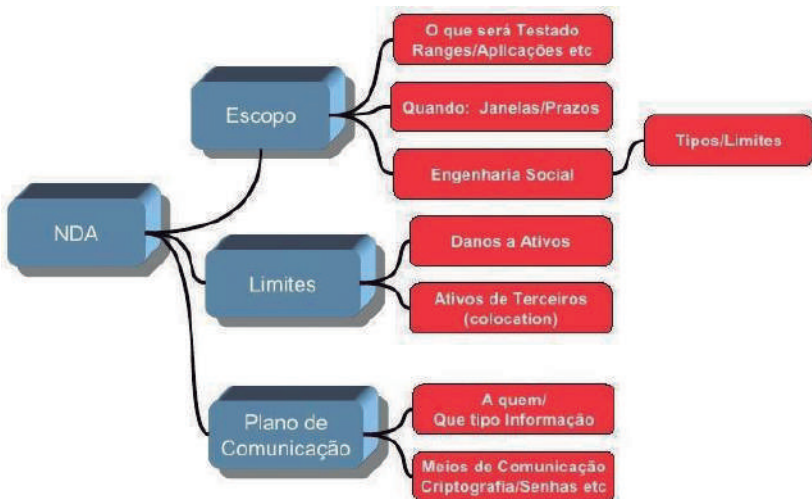 O que será Testado
Ranges/Aplicações etc
Escopo
Quando: Janelas/Prazos
Tipos/Limites
Engenharia Social
NDA
Danos a Ativos
Limites
Ativos de Terceiros
(colocation)
A quem/
Que tipo Informação
Plano de
Comunicação
Meios de Comunicação
Criptografia/Senhas etc